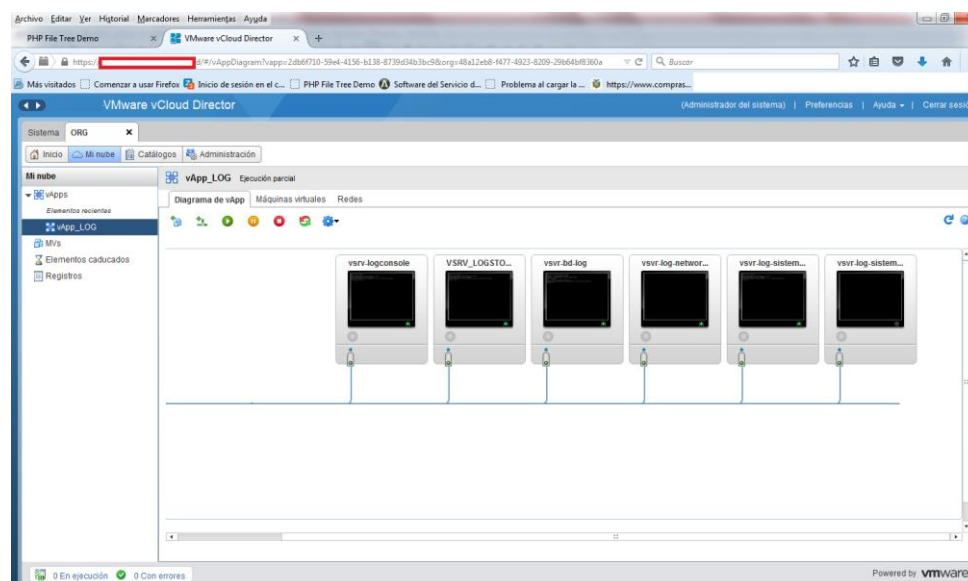 Archivo Editar Ver Historial Marcadores Herramientas Ayuda
PHP File Tree Demo × VMware vCloud Director × +
https:/ d/#/vAppDiagram?vapp=2db6f710-59e4-4156-b138-8739d34b3bc9&org=48a12eb8-f477-4923-8209-29b64bf8360a Buscar
Más visitados Comenzar a usar Firefox Inicio de sesión en el c... PHP File Tree Demo Software del Servicio d... Problema al cargar la ... https://www.compras...
VMware vCloud Director (Administrador del sistema) | Preferencias | Ayuda | Cerrar sesió
Sistema ORG ×
Inicio Mi nube Catálogos Administración
Mi nube vApp_LOG Ejecución parcial
vApps Diagrama de vApp Máquinas virtuales Redes
Elementos recientes
vApp_LOG
MVs
Elementos caducados
Registros
vsrv-logconsole VSRV_LOGSTO... vsvr-bd-log vsvr-log-networ... vsvr-log-sistem... vsvr-log-sistem...
0 En ejecución 0 Con errores Powered by vmware